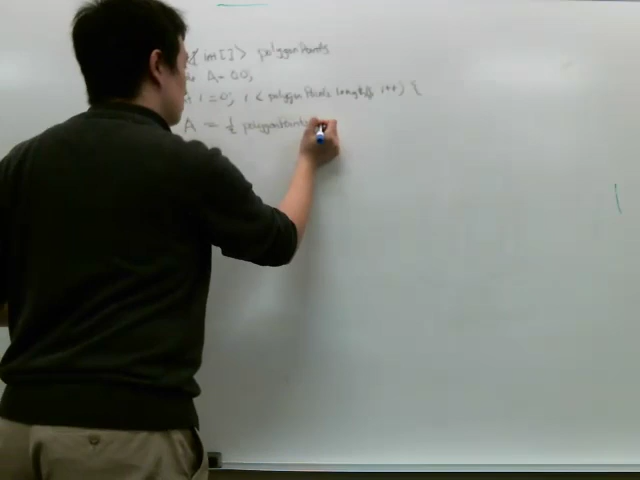 int[]> polygonPoints
A = 0.0;
i = 0; i < polygonPoints.length; i++) {
A = ½ polygonPoints